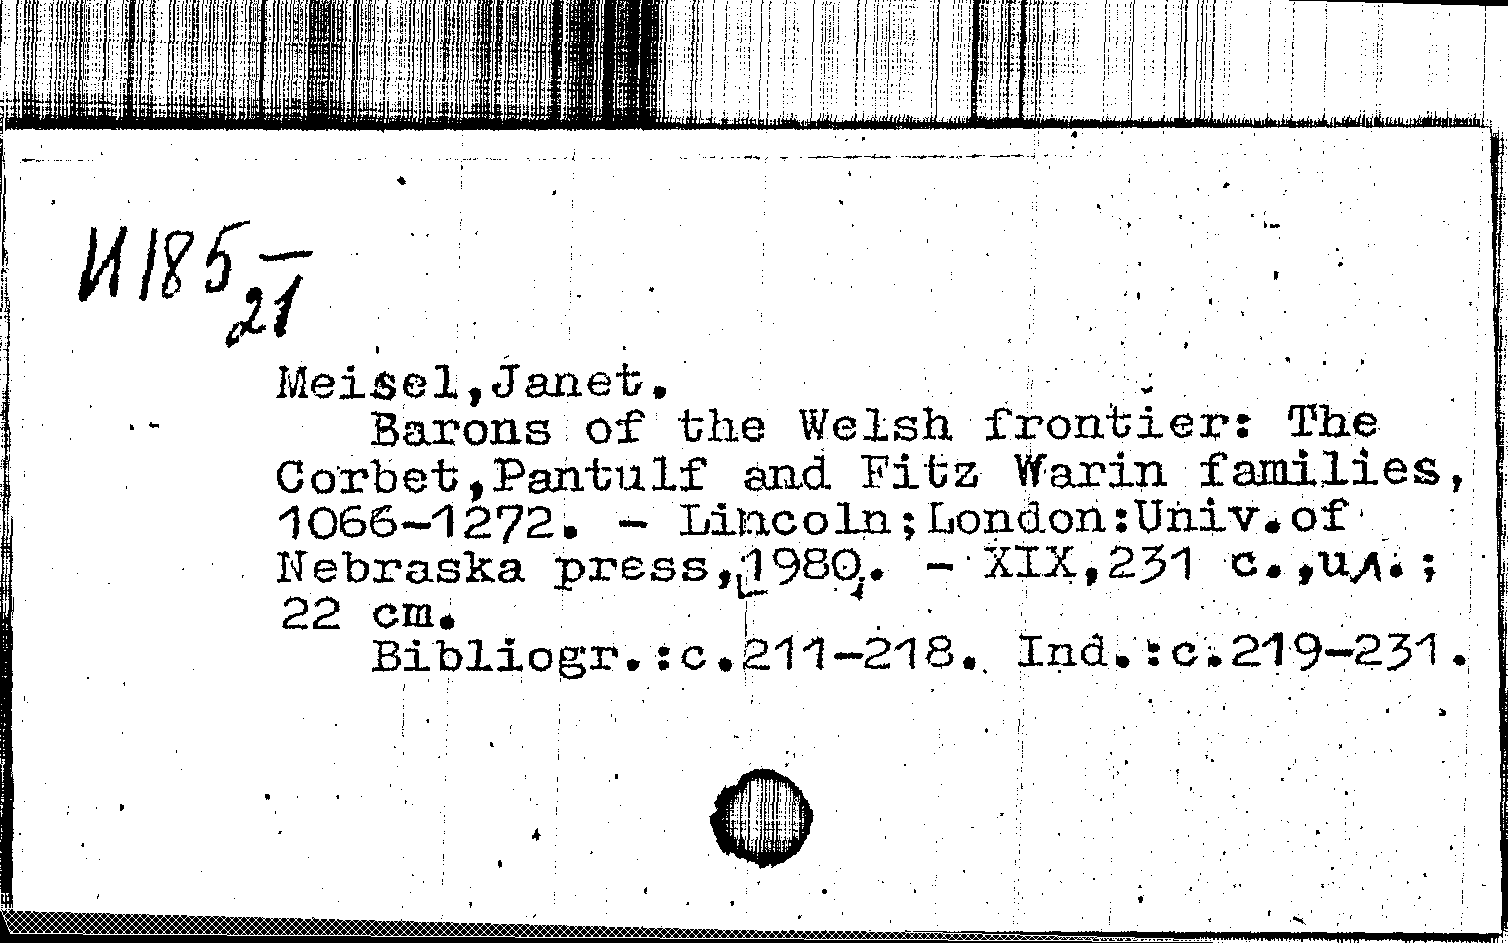 И185—
21
Meisel,Janet.
Barons of the Welsh frontier: The
Corbet,Pantulf and Fitz Warin families,
1066-1272. - Lincoln;London:Univ.of
Nebraska press,1980. - XIX,231 c.,ил.;
22 cm.
Bibliogr.:c.211-218. Ind.:c.219-231.